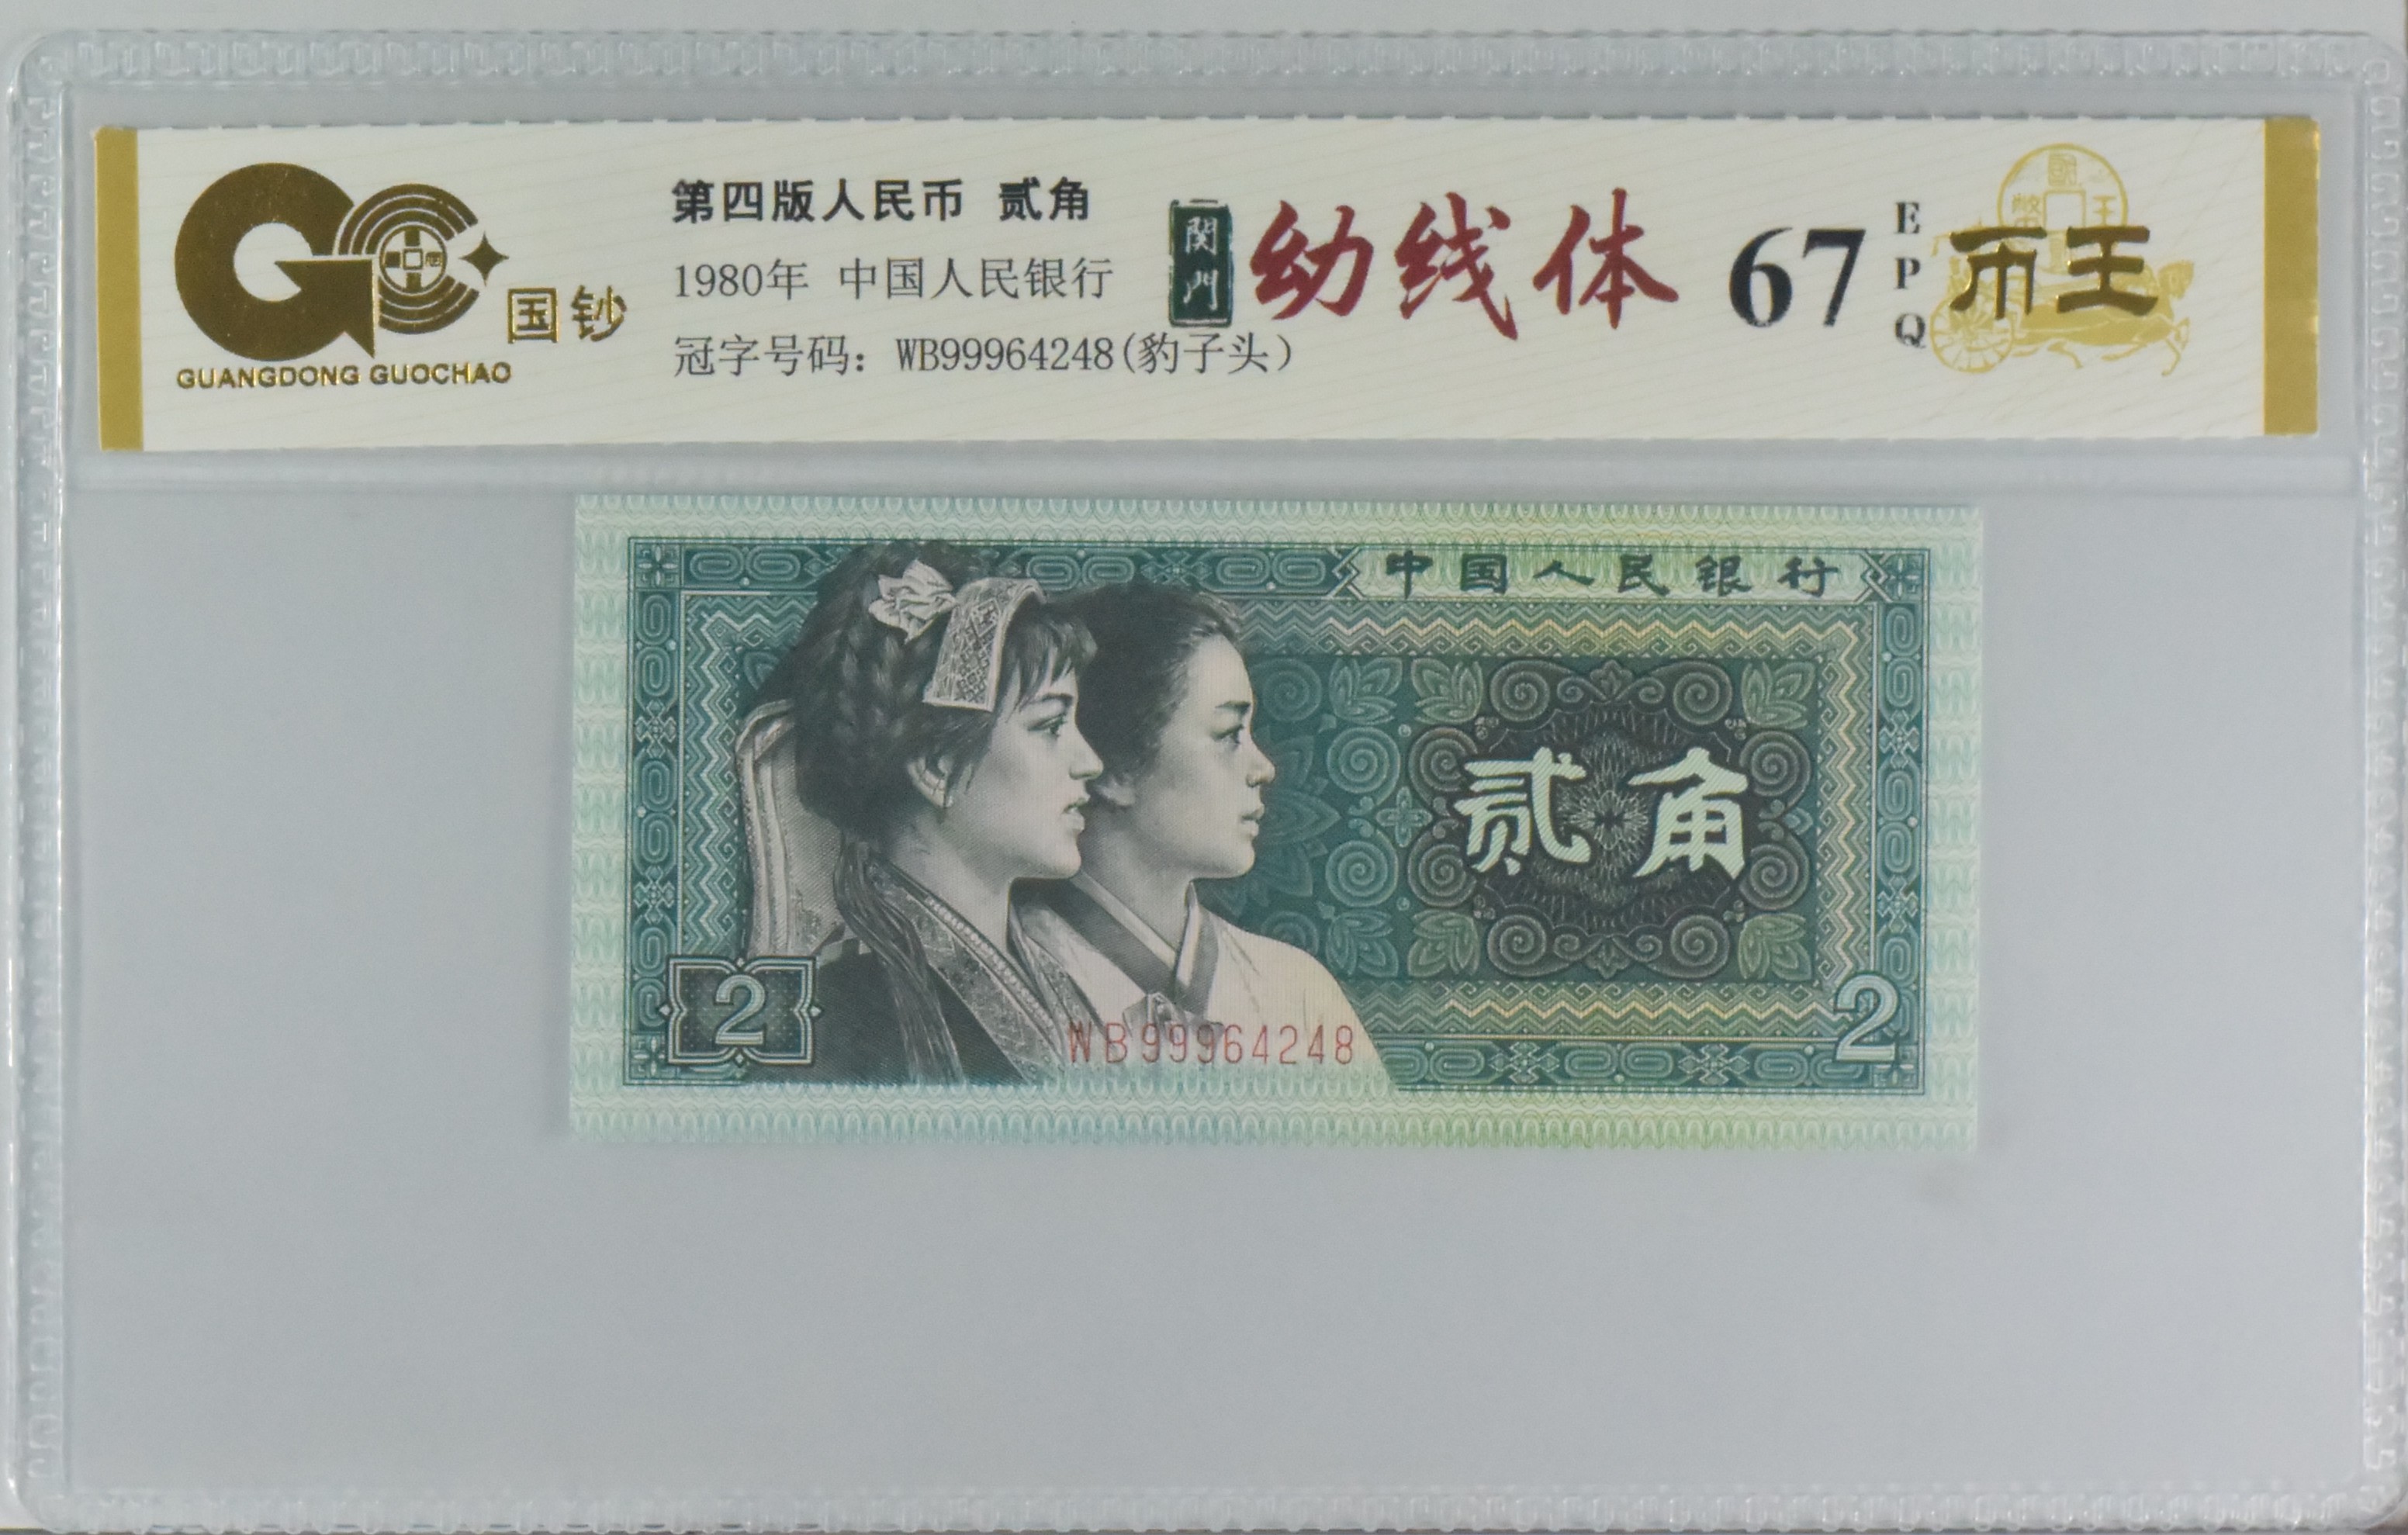 国钞
GUANGDONG GUOCHAO
第四版人民币 贰角
1980年 中国人民银行
冠字号码：WB99964248(豹子头)
関門
幼线体
67
EPQ
币王
中国人民银行
贰角
2
WB99964248
2